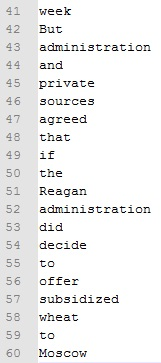 41 week
42 But
43 administration
44 and
45 private
46 sources
47 agreed
48 that
49 if
50 the
51 Reagan
52 administration
53 did
54 decide
55 to
56 offer
57 subsidized
58 wheat
59 to
60 Moscow